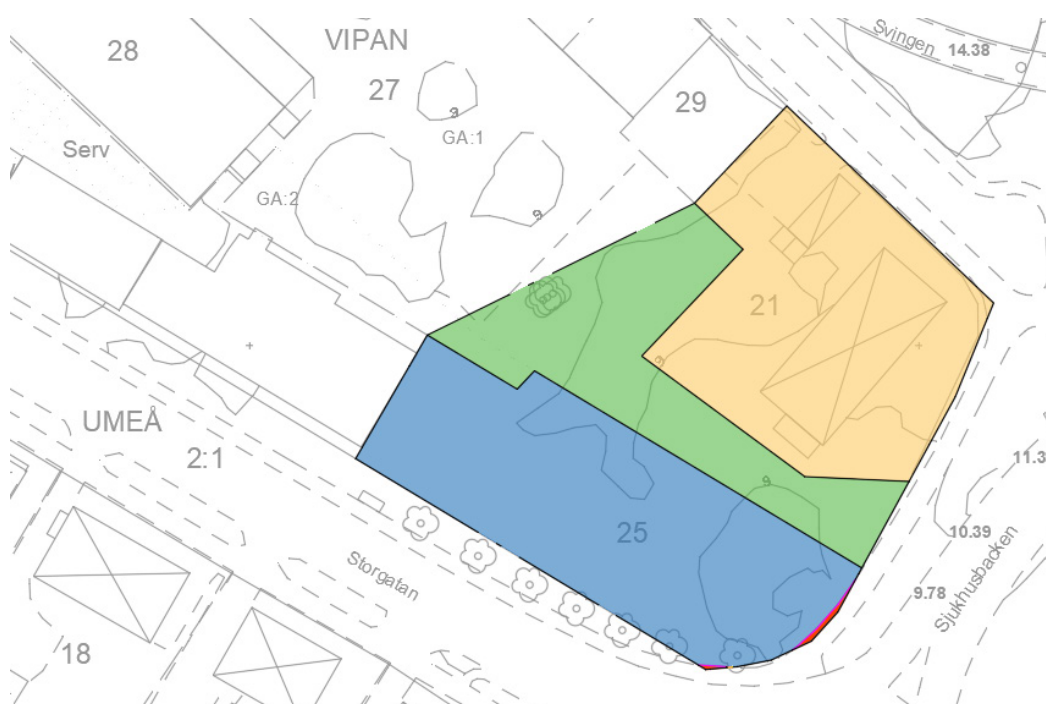 Svingen
14.38
28
VIPAN
27
29
GA:1
Serv
GA:2
21
UMEÅ
2:1
11.3
25
10.39
Storgatan
Sjukhusbacken
9.78
18